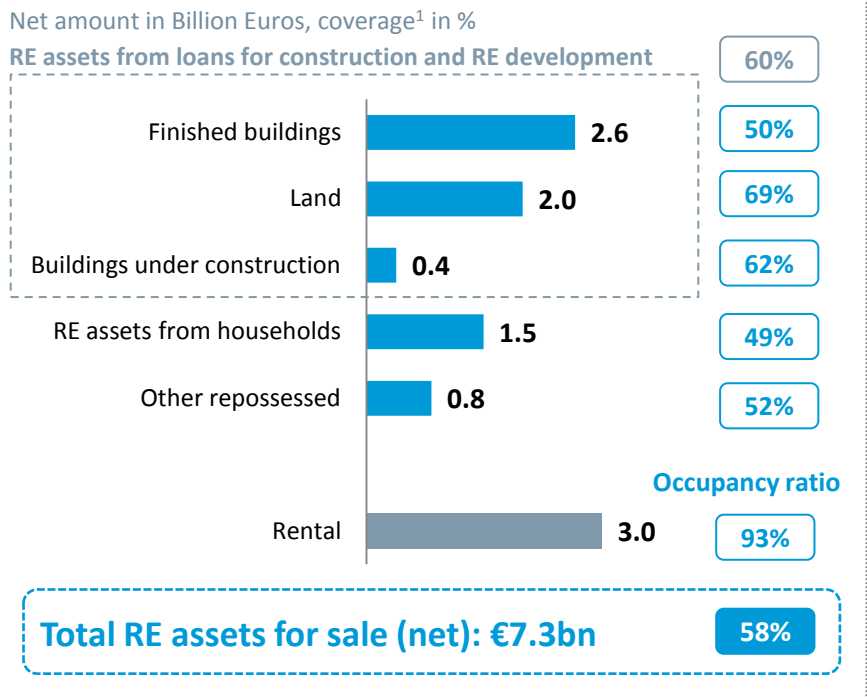 Net amount in Billion Euros, coverage¹ in %
RE assets from loans for construction and RE development 60%
Finished buildings 2.6 50%
Land 2.0 69%
Buildings under construction 0.4 62%
RE assets from households 1.5 49%
Other repossessed 0.8 52%
Occupancy ratio
Rental 3.0 93%
Total RE assets for sale (net): €7.3bn 58%